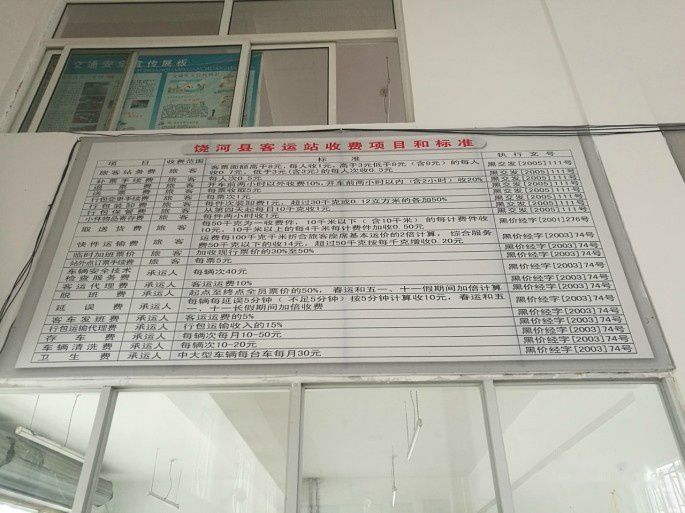 交通安全宣传展板
饶河县客运站收费项目和标准
项 目 收费范围 标 准 执行文号
旅客站务费 旅 客 客票面额高于8元，每人收1元，高于3元低于8元（含8元）的每人收0.7元，低于3元(含3元)的每人次收0.3元 黑交发[2005]111号
补票手续费 旅 客 每人次0.5元 黑交发[2005]111号
退 票 费 旅 客 开车前两小时以外收费10%,开车前两小时以内（含2小时）收20% 黑交发[2005]111号
送 票 费 旅 客 每票收取5元 黑交发[2005]111号
行包变更手续费 旅 客 每票次1元 黑交发[2005]111号
行包装卸费 旅 客 每件次装卸费1元，超过30千克或0.12立方米的各加50% 黑交发[2005]111号
行包保管费 旅 客 从第四天起每日10千克收1元 黑交发[2005]111号
小件物品寄存费 旅 客 每件两小时收1元 黑交发[2005]111号
取送货费 旅 客 每50千克为一计费件，10千米以下（含10千米）的每计费件收10元，10千米以上的每4千米每计费件加收0.50元 黑价经字[2001]276号
快件运输费 旅 客 运费每100千克千米折合旅客座席基本运价的2倍计算，综合服务费50千克以下的收14元，超过50千克按每千克增收0.20元 黑价经字[2003]74号
临时加班票价 旅 客 加收现行票价的30%至50% 黑价经字[2003]74号
站外点订票手续费 旅 客 每票5元 黑价经字[2003]74号
车辆安全技术检查服务费 承运人 每辆次40元 黑价经字[2003]74号
客运代理费 承运人 客运运费10% 黑价经字[2003]74号
脱 班 费 承运人 起点至终点全员票价的50%，春运和五一、十一假期间加倍计算 黑价经字[2003]74号
延 误 费 承运人 每辆每延误5分钟（不足5分钟）按5分钟计算收10元，春运和五一、十一长假期间加倍收费 黑价经字[2003]74号
客车发班费 承运人 客运运费的5% 黑价经字[2003]74号
行包运输代理费 承运人 行包运输收入的15% 黑价经字[2003]74号
存 车 费 承运人 每辆次每月10-50元 黑价经字[2003]74号
车辆清洗费 承运人 每辆次10-20元 黑价经字[2003]74号
卫 生 费 承运人 中大型车辆每台车每月30元 黑价经字[2003]74号